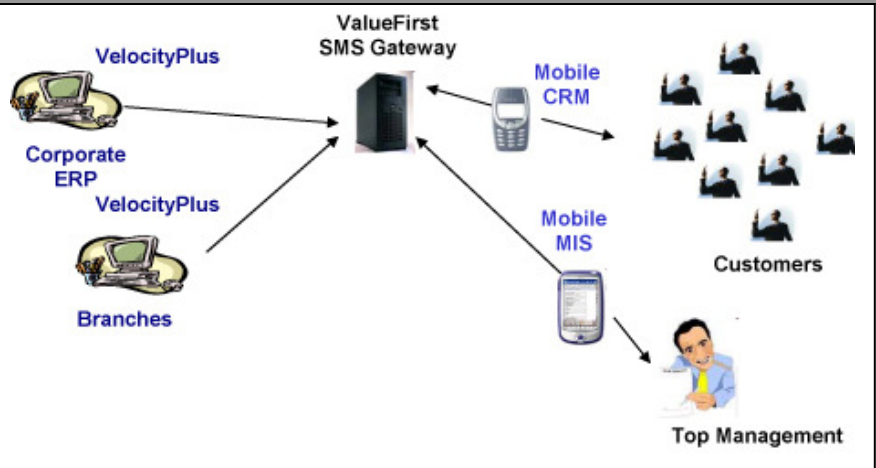 ValueFirst
SMS Gateway
VelocityPlus
Mobile
CRM
Corporate
ERP
VelocityPlus
Mobile
MIS
Customers
Branches
Top Management